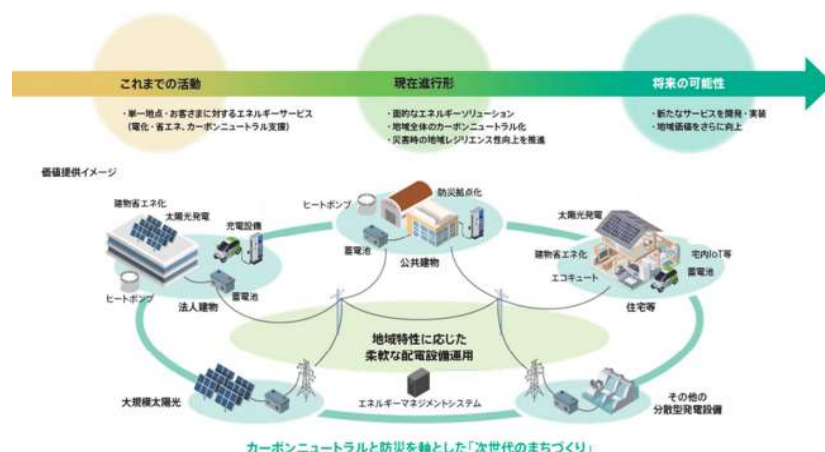 これまでの活動
現在進行形
将来の可能性
・単一地点・お客さまに対するエネルギーサービス
(電化・省エネ、カーボンニュートラル支援)
・面的なエネルギーソリューション
・地域全体のカーボンニュートラル化
・災害時の地域レジリエンス性向上を推進
・新たなサービスを開発・実装
・地域価値をさらに向上
価値提供イメージ
建物省エネ化
太陽光発電
充電設備
ヒートポンプ
蓄電池
法人建物
ヒートポンプ
防災拠点化
蓄電池
公共建物
太陽光発電
建物省エネ化
エコキュート
宅内IoT等
蓄電池
住宅等
地域特性に応じた
柔軟な配電設備運用
大規模太陽光
エネルギーマネジメントシステム
その他の
分散型発電設備
カーボンニュートラルと防災を軸とした「次世代のまちづくり」